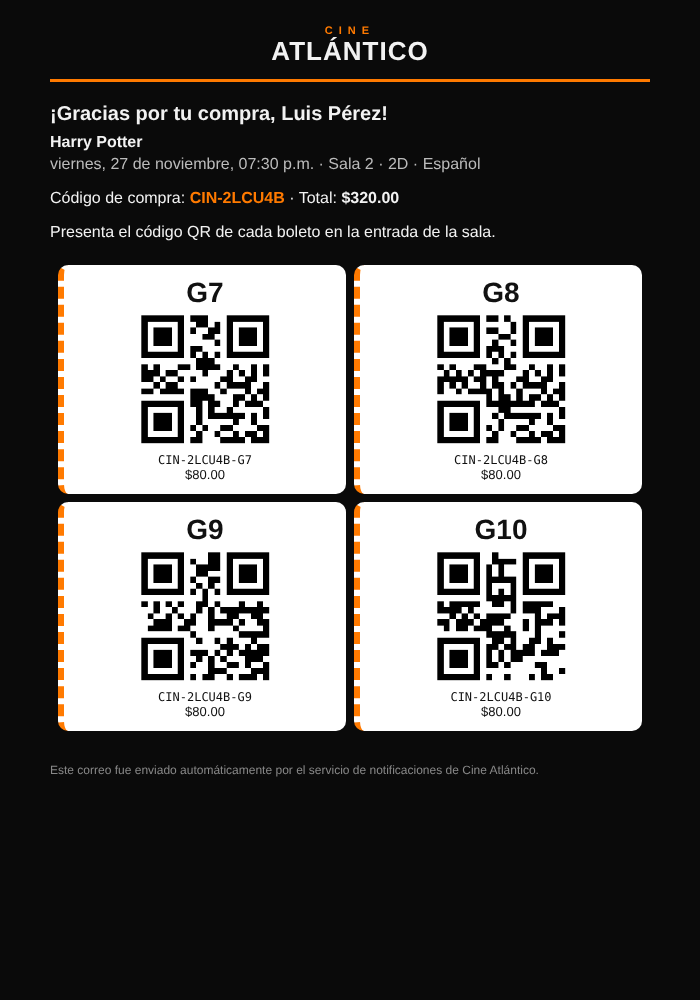 CINE
ATLÁNTICO
¡Gracias por tu compra, Luis Pérez!
Harry Potter
viernes, 27 de noviembre, 07:30 p.m. · Sala 2 · 2D · Español
Código de compra: CIN-2LCU4B · Total: $320.00
Presenta el código QR de cada boleto en la entrada de la sala.
G7
CIN-2LCU4B-G7
$80.00
G8
CIN-2LCU4B-G8
$80.00
G9
CIN-2LCU4B-G9
$80.00
G10
CIN-2LCU4B-G10
$80.00
Este correo fue enviado automáticamente por el servicio de notificaciones de Cine Atlántico.